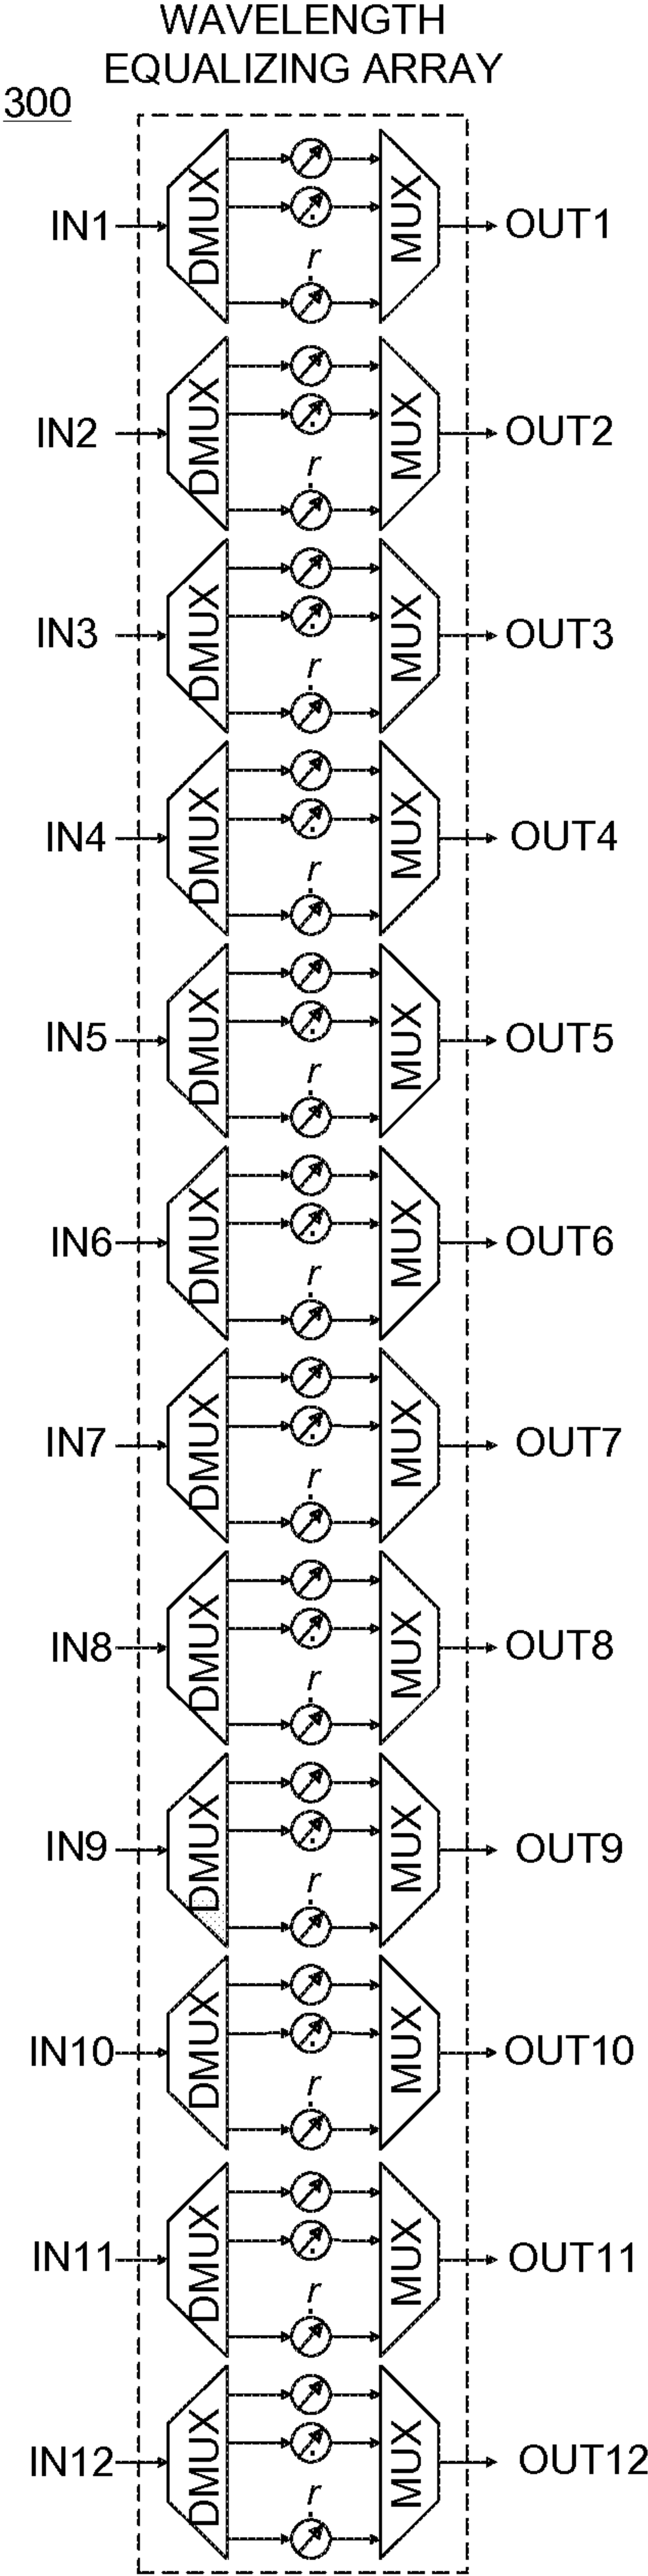 WAVELENGTH
EQUALIZING ARRAY
300
IN1 DMUX r MUX OUT1
IN2 DMUX r MUX OUT2
IN3 DMUX r MUX OUT3
IN4 DMUX r MUX OUT4
IN5 DMUX r MUX OUT5
IN6 DMUX r MUX OUT6
IN7 DMUX r MUX OUT7
IN8 DMUX r MUX OUT8
IN9 DMUX r MUX OUT9
IN10 DMUX r MUX OUT10
IN11 DMUX r MUX OUT11
IN12 DMUX r MUX OUT12